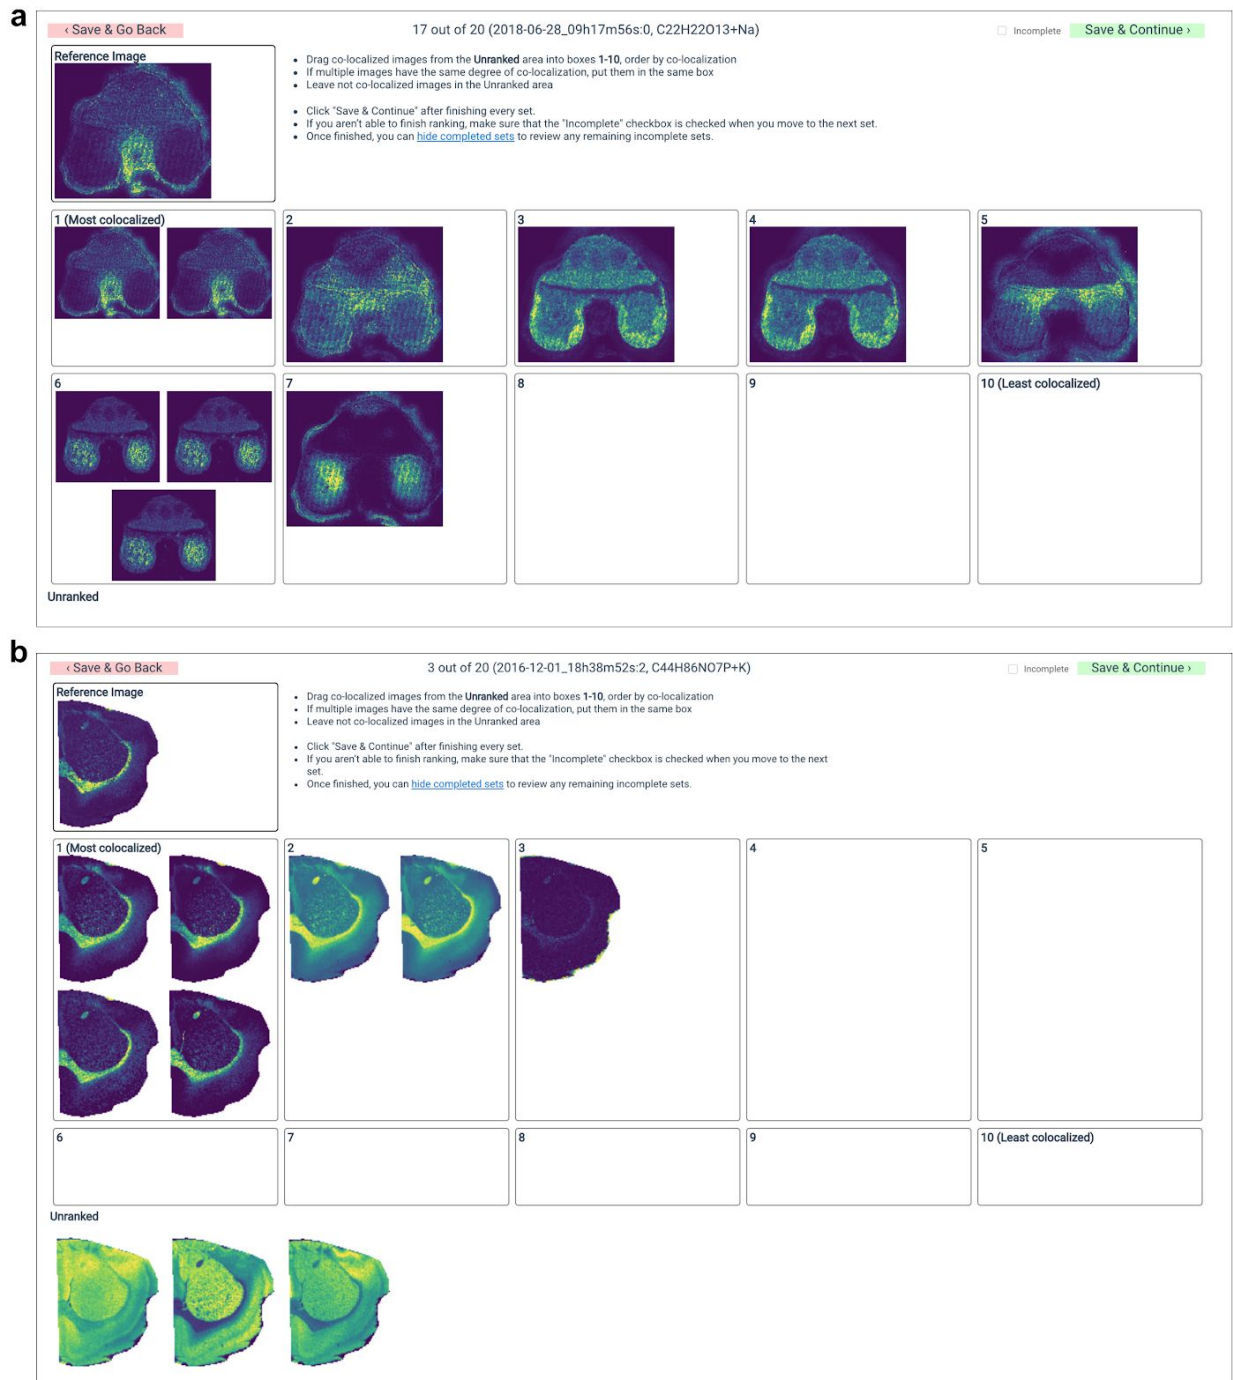 a
‹ Save & Go Back
17 out of 20 (2018-06-28_09h17m56s:0, C22H22O13+Na)
Incomplete
Save & Continue ›
Reference Image
• Drag co-localized images from the Unranked area into boxes 1-10, order by co-localization
• If multiple images have the same degree of co-localization, put them in the same box
• Leave not co-localized images in the Unranked area
• Click "Save & Continue" after finishing every set.
• If you aren't able to finish ranking, make sure that the "Incomplete" checkbox is checked when you move to the next set.
• Once finished, you can hide completed sets to review any remaining incomplete sets.
1 (Most colocalized)
2
3
4
5
6
7
8
9
10 (Least colocalized)
Unranked
b
‹ Save & Go Back
3 out of 20 (2016-12-01_18h38m52s:2, C44H86NO7P+K)
Incomplete
Save & Continue ›
Reference Image
• Drag co-localized images from the Unranked area into boxes 1-10, order by co-localization
• If multiple images have the same degree of co-localization, put them in the same box
• Leave not co-localized images in the Unranked area
• Click "Save & Continue" after finishing every set.
• If you aren't able to finish ranking, make sure that the "Incomplete" checkbox is checked when you move to the next
set.
• Once finished, you can hide completed sets to review any remaining incomplete sets.
1 (Most colocalized)
2
3
4
5
6
7
8
9
10 (Least colocalized)
Unranked